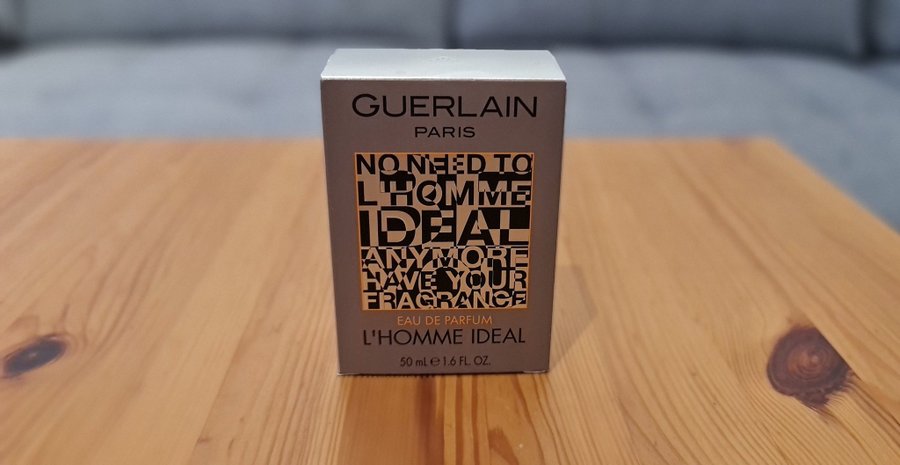 GUERLAIN
PARIS
NO NEED TO
L'HOMME
IDEAL
ANYMORE
HAVE YOUR
FRAGRANCE
EAU DE PARFUM
L'HOMME IDEAL
50 mL ℮ 1.6 FL. OZ.